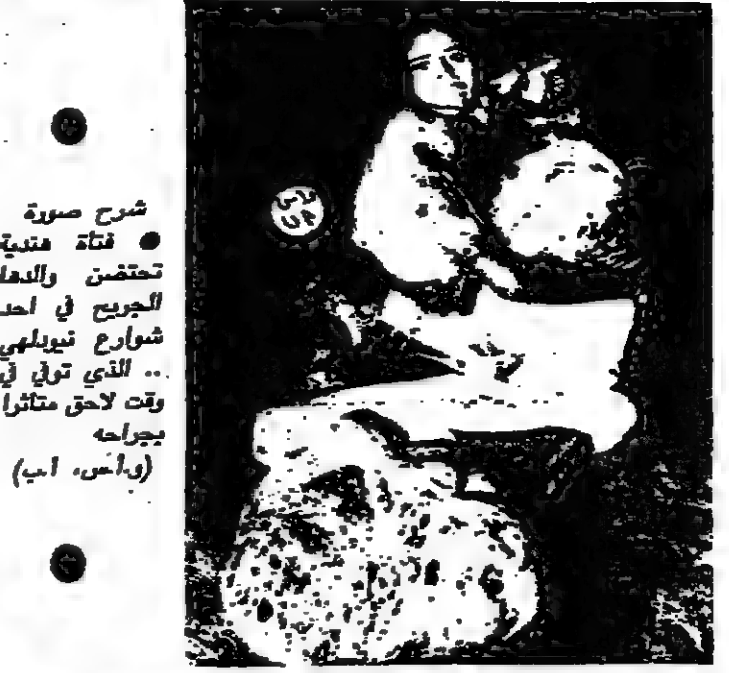 شرح صورة
● فتاة هندية
تحتضن والدها
الجريح في احد
شوارع نيودلهي
.. الذي توفي في
وقت لاحق متأثرا
بجراحه
(و.أ.س، أ.ب)